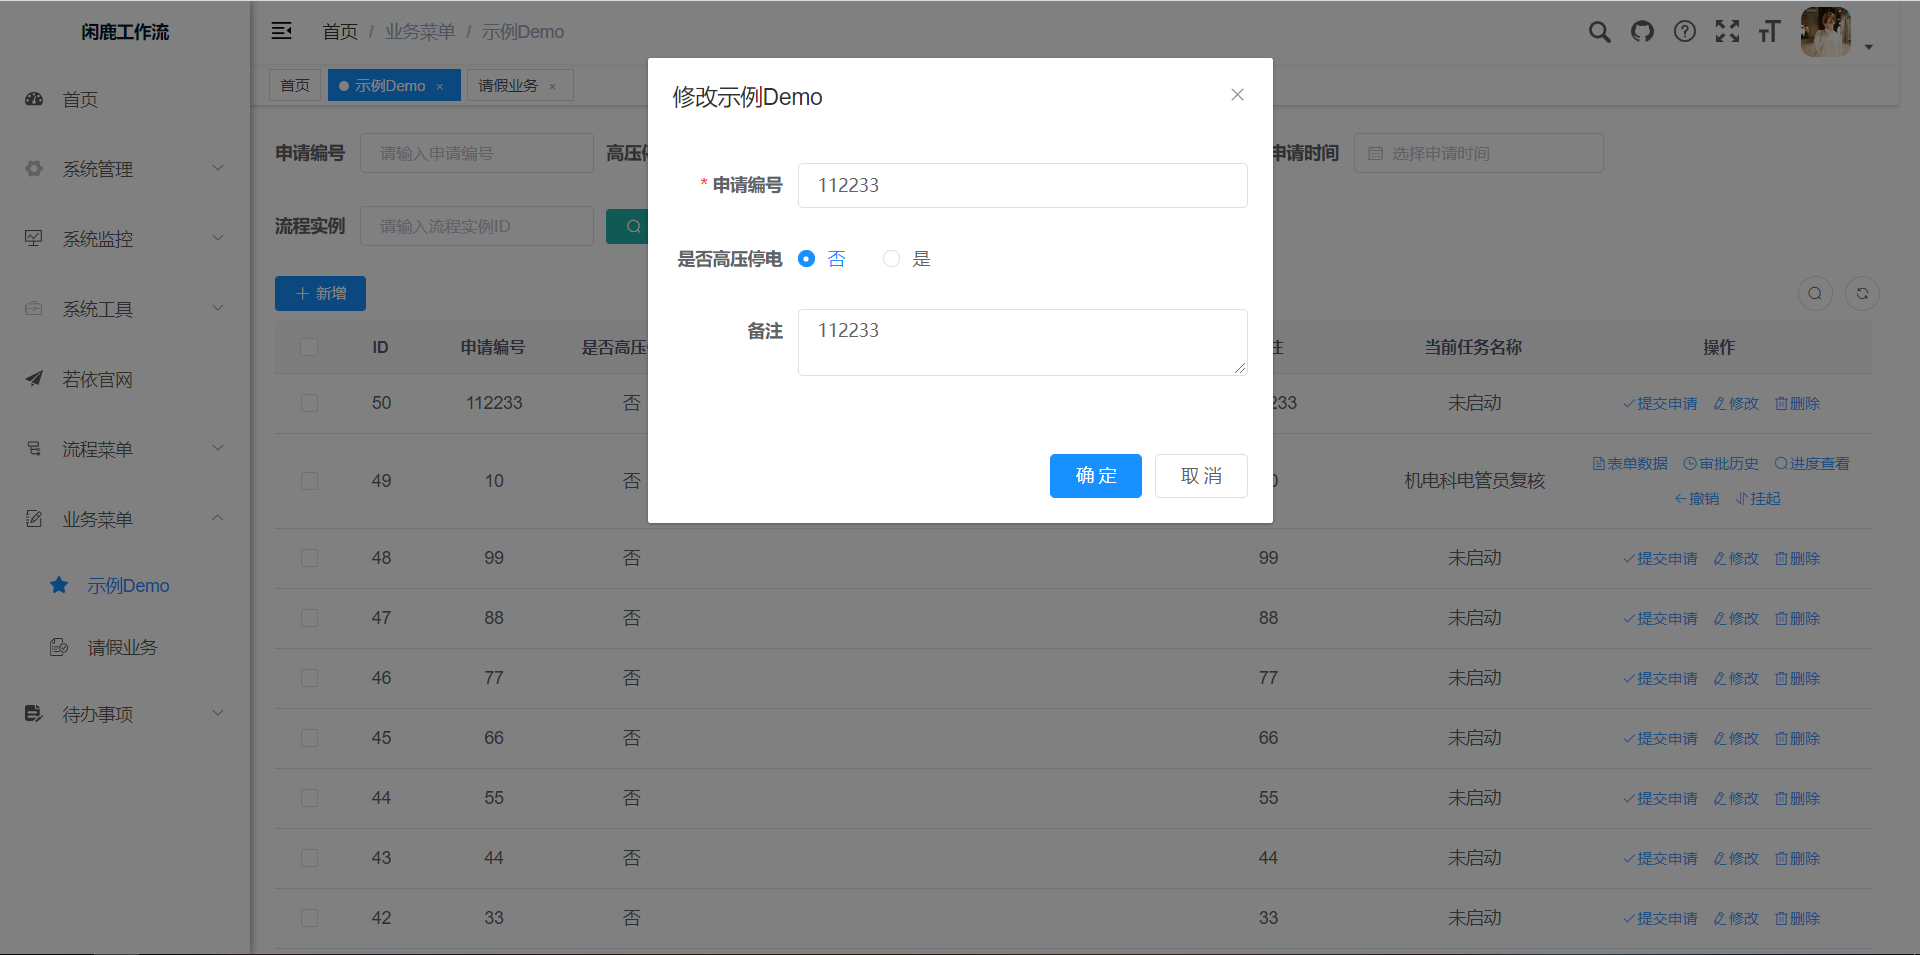 闲鹿工作流
首页 / 业务菜单 / 示例Demo
首页
示例Demo ×
请假业务 ×
首页
系统管理
系统监控
系统工具
若依官网
流程菜单
业务菜单
示例Demo
请假业务
待办事项
申请编号 请输入申请编号 高压 申请时间 选择申请时间
流程实例 请输入流程实例ID
新增
修改示例Demo
* 申请编号 112233
是否高压停电 否 是
备注 112233
确 定 取 消
ID 申请编号 是否高压 注 当前任务名称 操作
50 112233 否 233 未启动 提交申请 修改 删除
49 10 否 0 机电科电管员复核 表单数据 审批历史 进度查看
撤销 挂起
48 99 否 99 未启动 提交申请 修改 删除
47 88 否 88 未启动 提交申请 修改 删除
46 77 否 77 未启动 提交申请 修改 删除
45 66 否 66 未启动 提交申请 修改 删除
44 55 否 55 未启动 提交申请 修改 删除
43 44 否 44 未启动 提交申请 修改 删除
42 33 否 33 未启动 提交申请 修改 删除